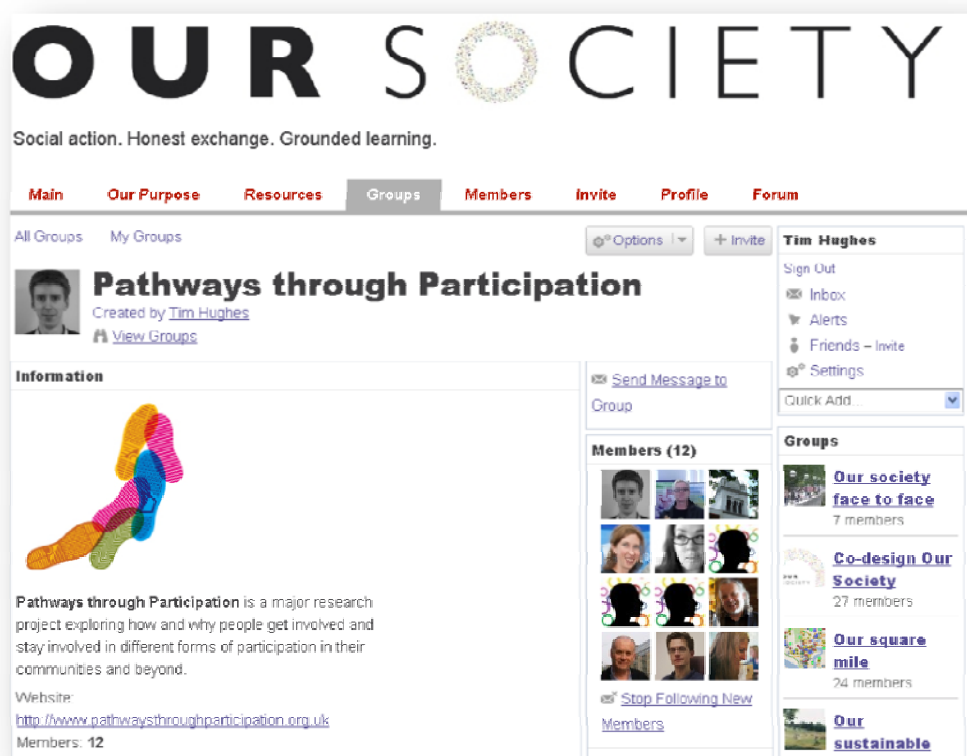 OUR SOCIETY
Social action. Honest exchange. Grounded learning.
Main Our Purpose Resources Groups Members Invite Profile Forum
All Groups My Groups
Options
+ Invite
Pathways through Participation
Created by Tim Hughes
View Groups
Information
Pathways through Participation is a major research
project exploring how and why people get involved and
stay involved in different forms of participation in their
communities and beyond.
Website:
http://www.pathwaysthroughparticipation.org.uk
Members: 12
Send Message to
Group
Members (12)
Stop Following New
Members
Tim Hughes
Sign Out
Inbox
Alerts
Friends – Invite
Settings
Quick Add...
Groups
Our society
face to face
7 members
Co-design Our
Society
27 members
Our square
mile
24 members
Our
sustainable